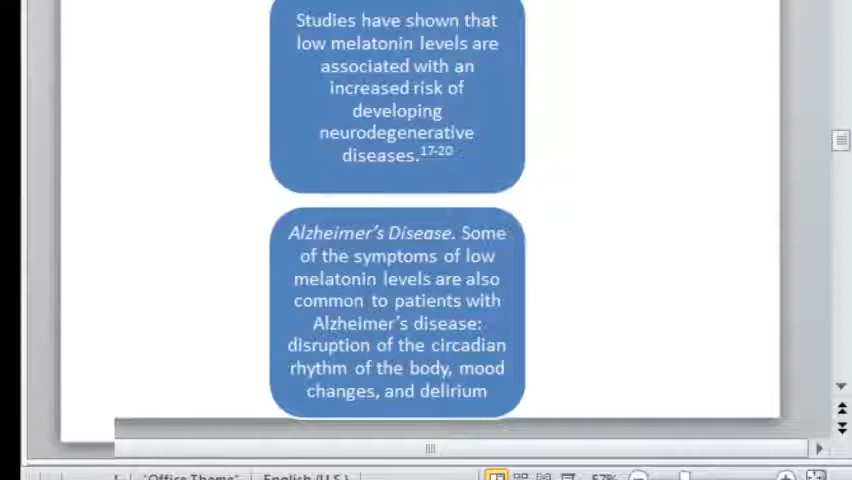 Studies have shown that
low melatonin levels are
associated with an
increased risk of
developing
neurodegenerative
diseases.17-20
Alzheimer's Disease. Some
of the symptoms of low
melatonin levels are also
common to patients with
Alzheimer's disease:
disruption of the circadian
rhythm of the body, mood
changes, and delirium
"Office Theme" English (U.S.) 57%